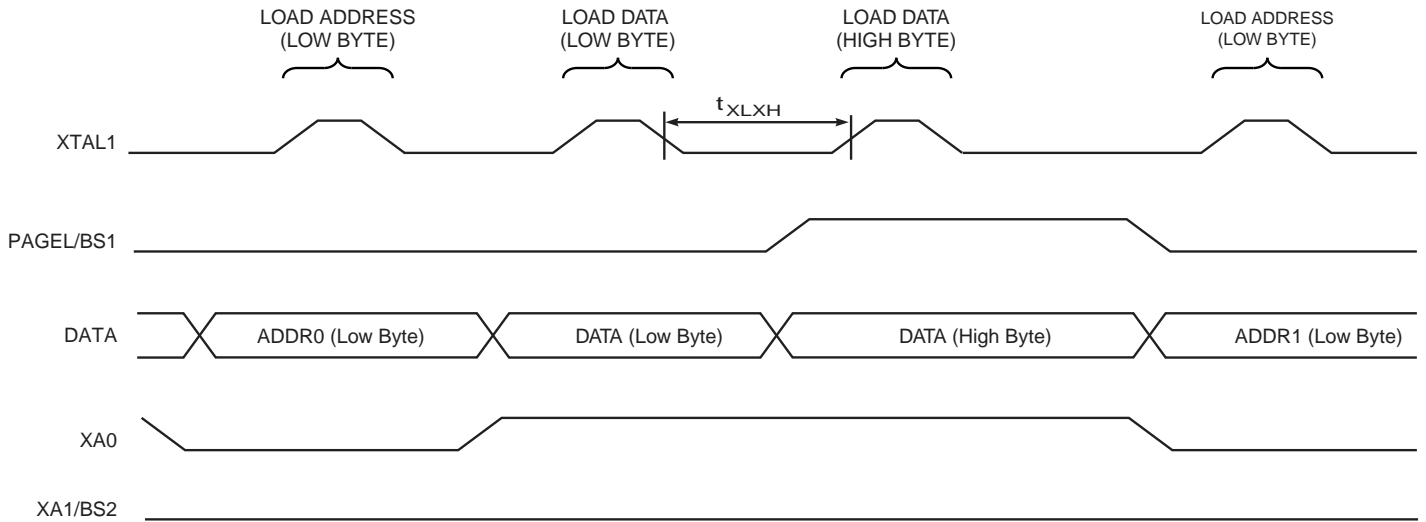 LOAD ADDRESS
(LOW BYTE)
LOAD DATA
(LOW BYTE)
LOAD DATA
(HIGH BYTE)
LOAD ADDRESS
(LOW BYTE)
tXLXH
XTAL1
PAGEL/BS1
DATA
ADDR0 (Low Byte)
DATA (Low Byte)
DATA (High Byte)
ADDR1 (Low Byte)
XA0
XA1/BS2